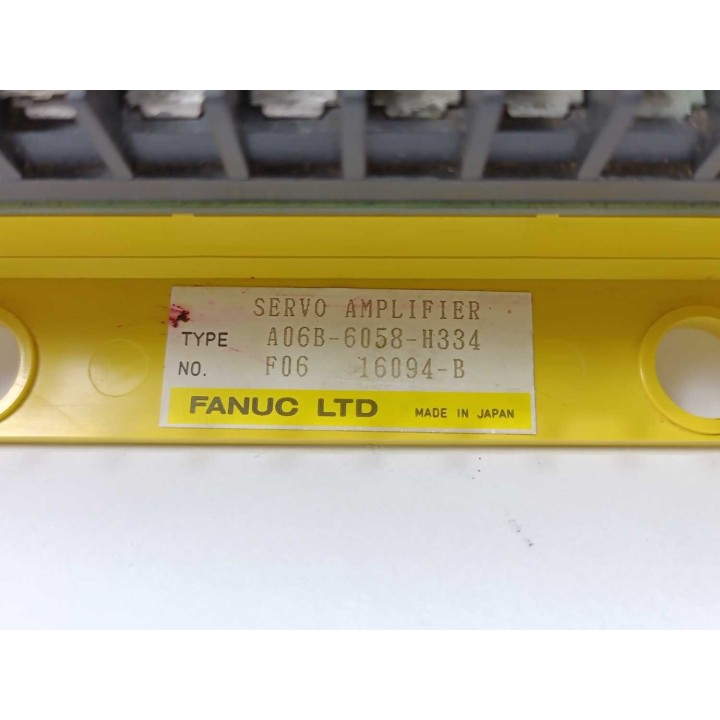 SERVO AMPLIFIER
TYPE A06B-6058-H334
NO. F06 16094-B
FANUC LTD MADE IN JAPAN